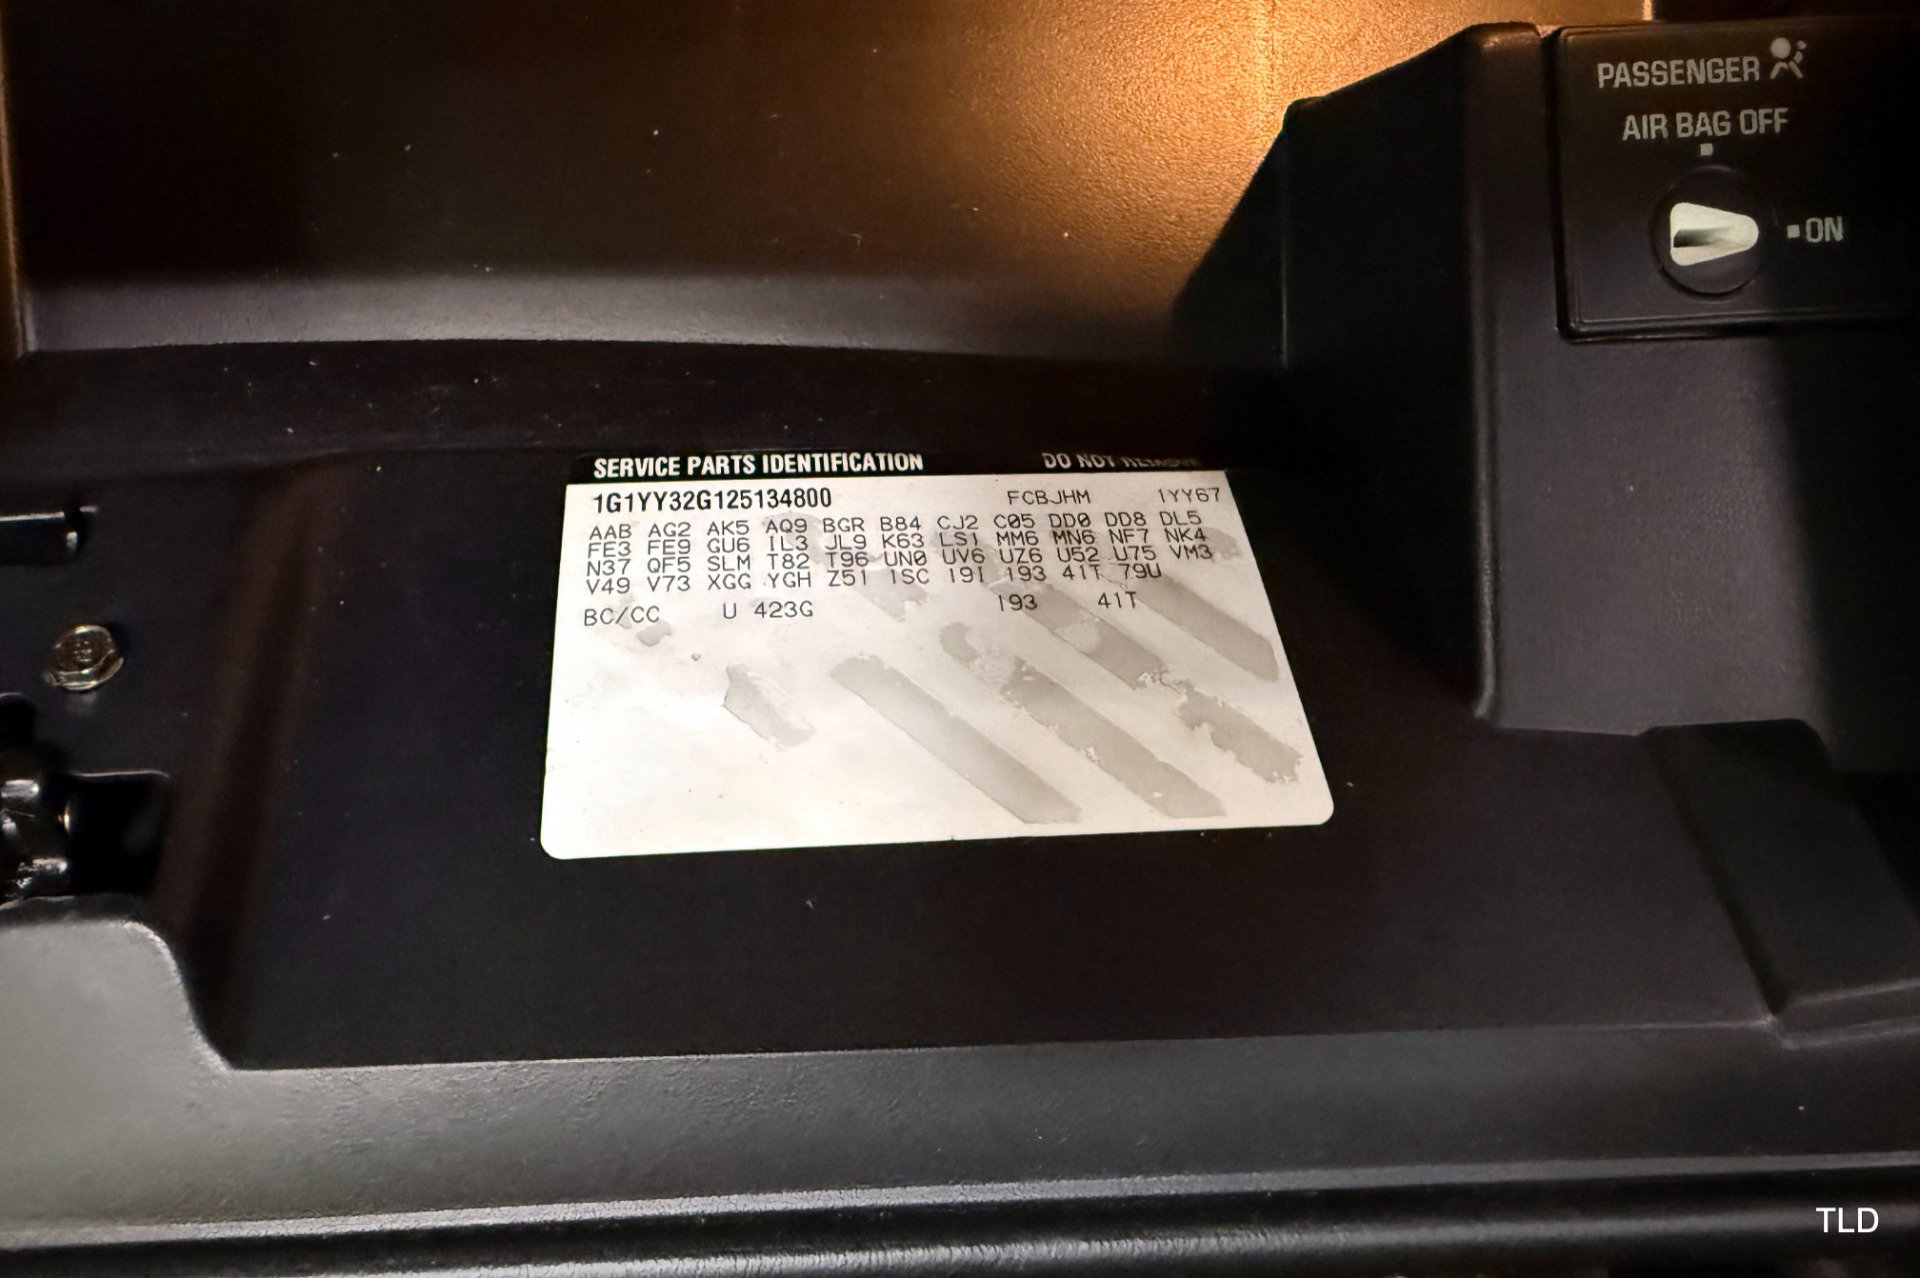 PASSENGER
AIR BAG OFF
ON
SERVICE PARTS IDENTIFICATION DO NOT REMOVE
1G1YY32G125134800 FCBJHM 1YY67
AAB AG2 AK5 AQ9 BGR B84 CJ2 C05 DD0 DD8 DL5
FE3 FE9 GU6 IL3 JL9 K63 LS1 MM6 MN6 NF7 NK4
N37 QF5 SLM T82 T96 UN0 UV6 UZ6 U52 U75 VM3
V49 V73 XGG YGH Z51 1SC 19I 193 41T 79U
BC/CC U 423G 193 41T
TLD